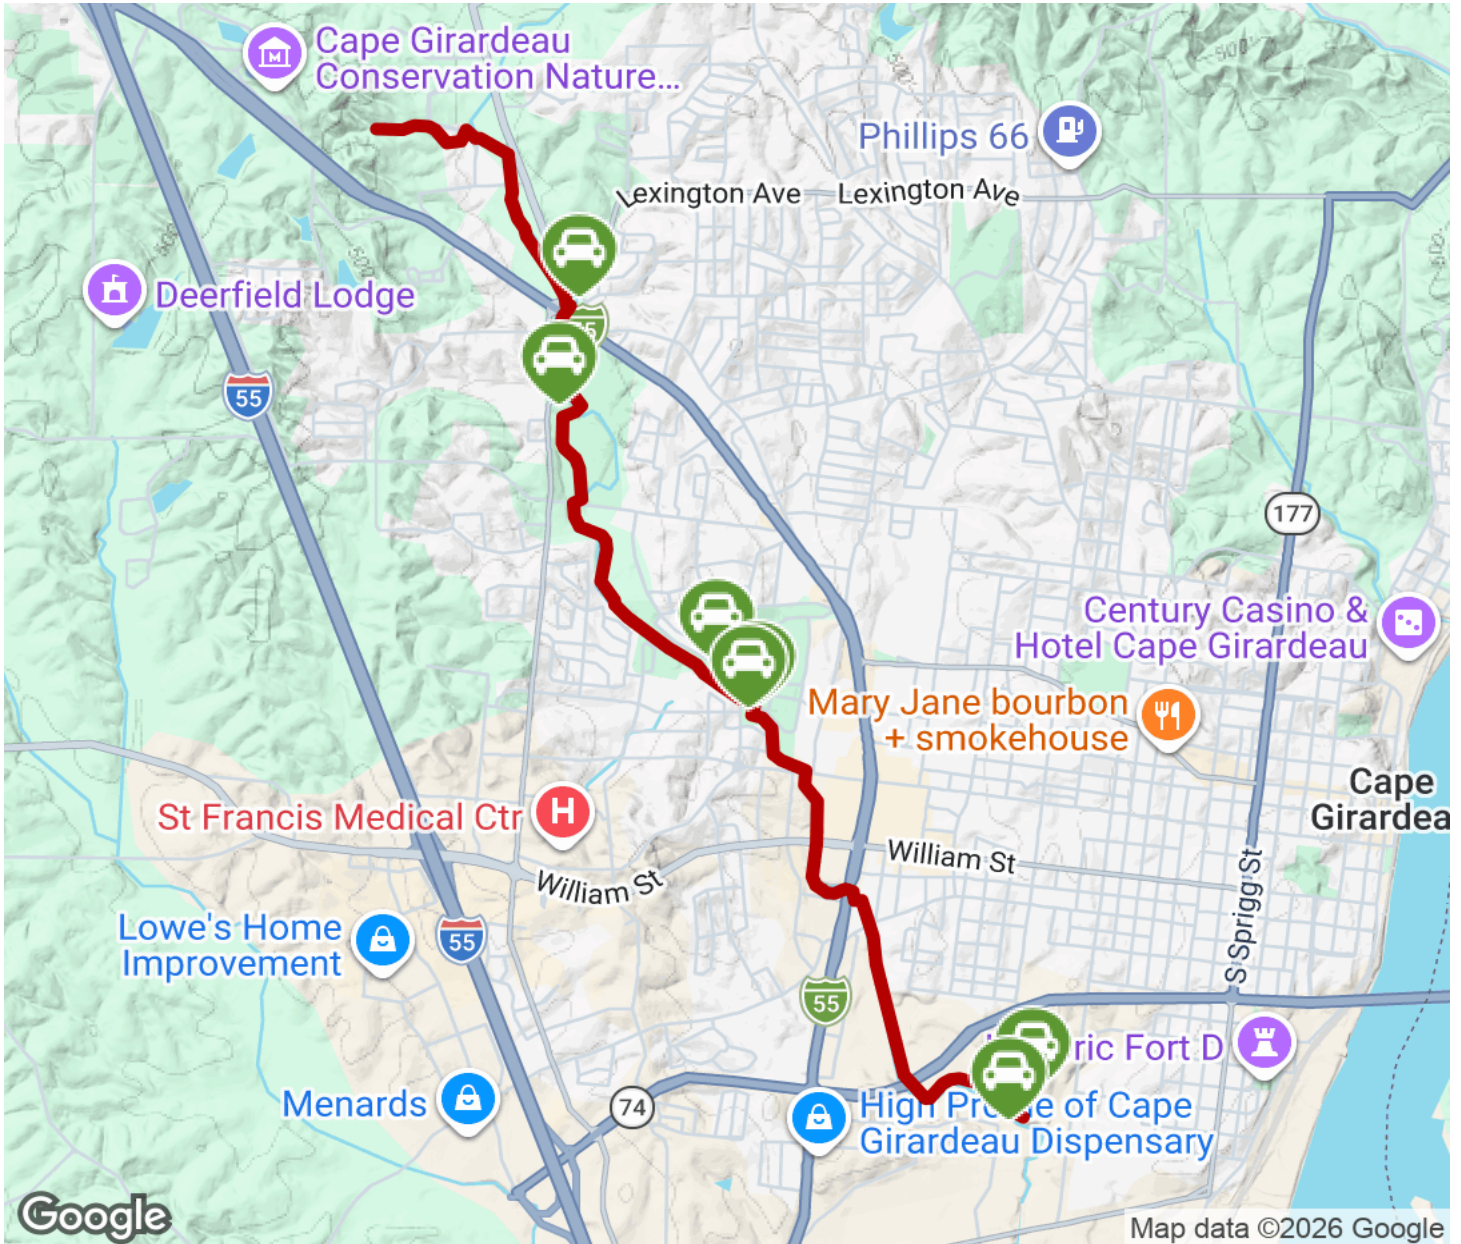 Cape Girardeau
Conservation Nature...
Phillips 66
Lexington Ave
Lexington Ave
Deerfield Lodge
55
177
Century Casino &
Hotel Cape Girardeau
Mary Jane bourbon
+ smokehouse
Cape
St Francis Medical Ctr
H
William St
William St
S Sprigg St
Lowe's Home
Improvement
55
55
ric Fort D
Menards
74
High Pro e of Cape
Girardeau Dispensary
Google
Map data ©2026 Google